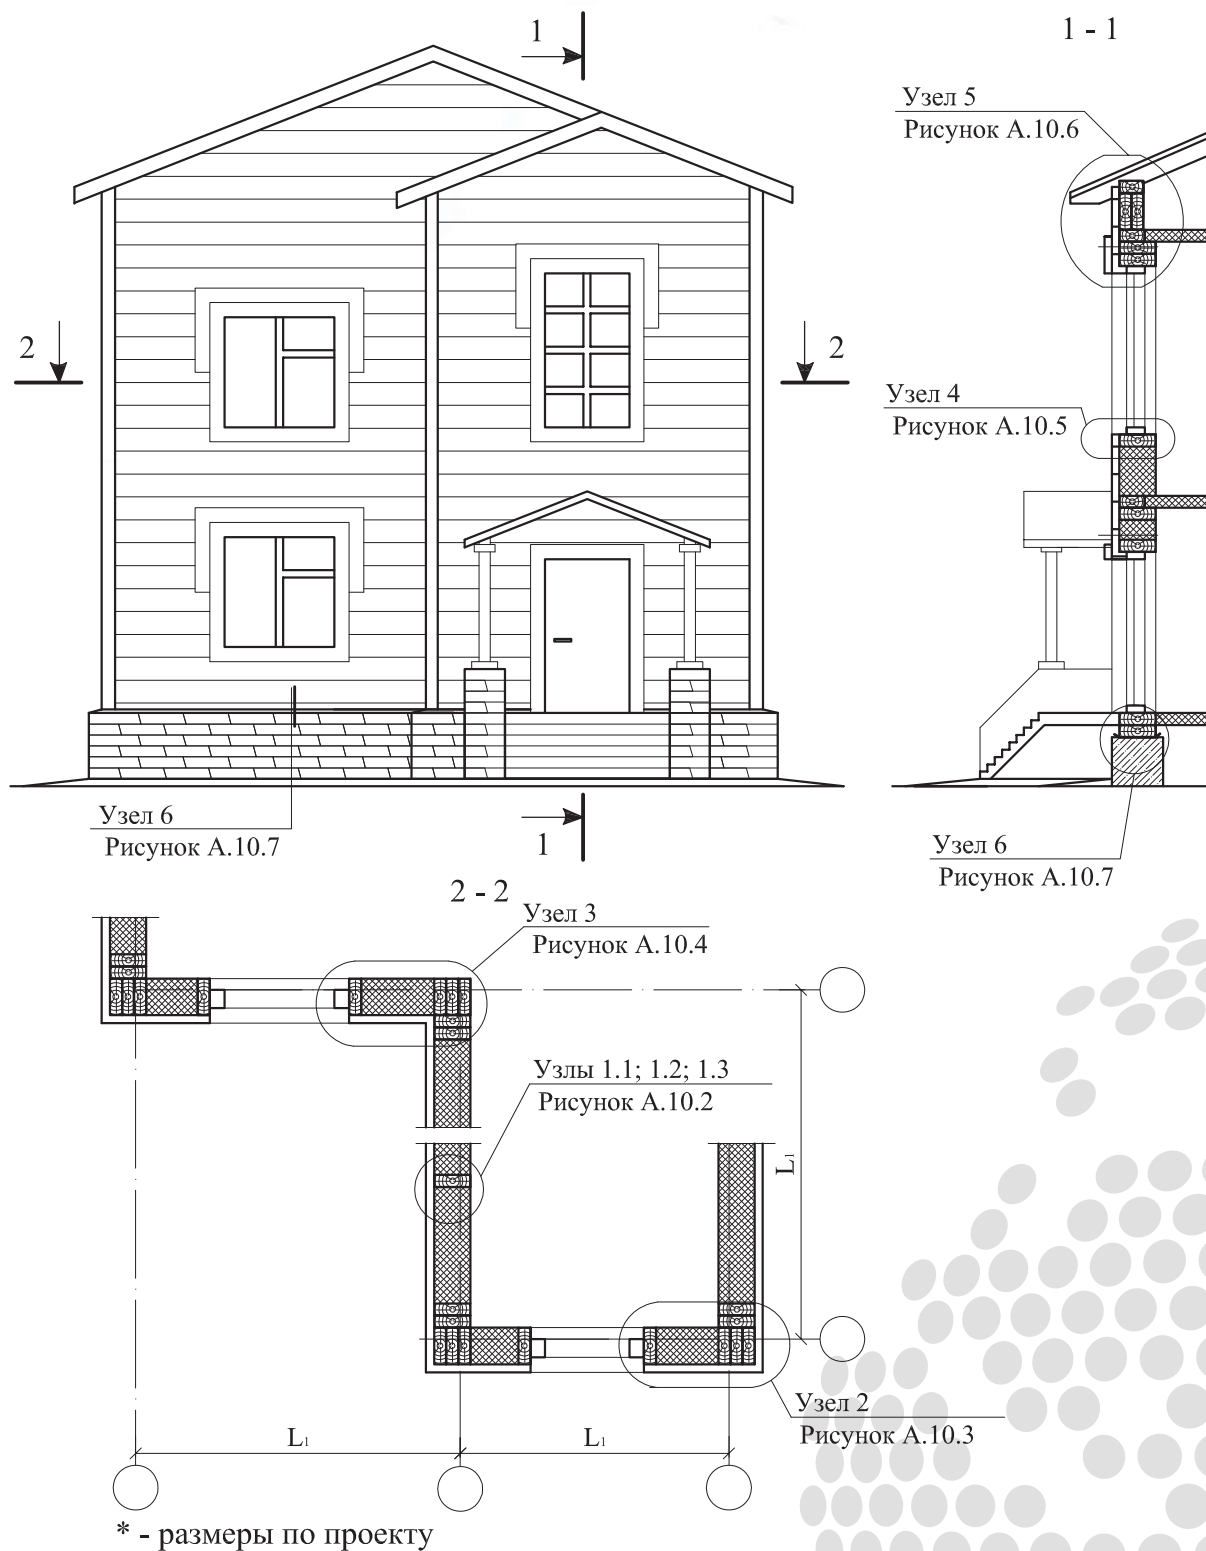 1
1 - 1
Узел 5
Рисунок А.10.6
2
2
Узел 4
Рисунок А.10.5
Узел 6
Рисунок А.10.7
1
Узел 6
Рисунок А.10.7
2 - 2
Узел 3
Рисунок А.10.4
Узлы 1.1; 1.2; 1.3
Рисунок А.10.2
L1
Узел 2
Рисунок А.10.3
L1
L1
* - размеры по проекту